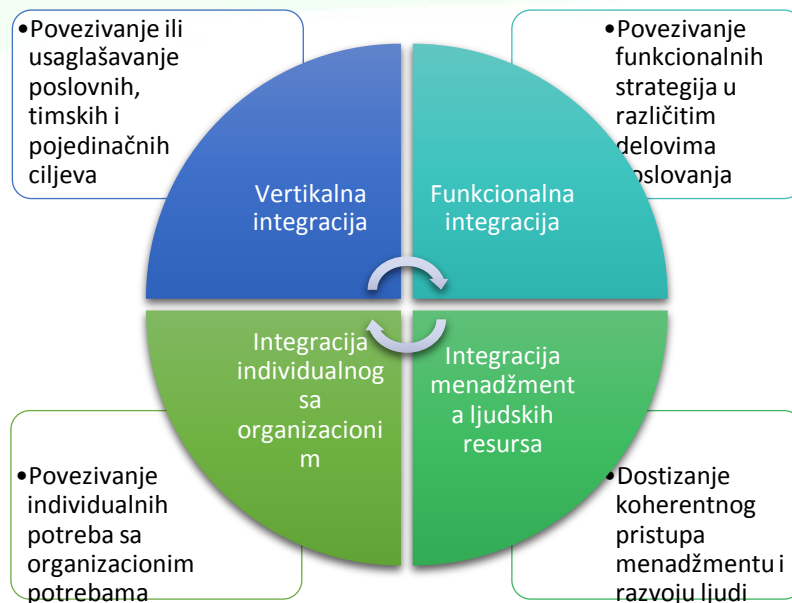 •Povezivanje ili
usaglašavanje
poslovnih,
timskih i
pojedinačnih
ciljeva
•Povezivanje
funkcionalnih
strategija u
različitim
delovima
oslovanja
Vertikalna
integracija
Funkcionalna
integracija
Integracija
individualnog
sa
organizacioni
m
Integracija
menadžment
a ljudskih
resursa
•Povezivanje
individualnih
potreba sa
organizacionim
potrebama
•Dostizanje
koherentnog
pristupa
menadžmentu i
razvoju ljudi